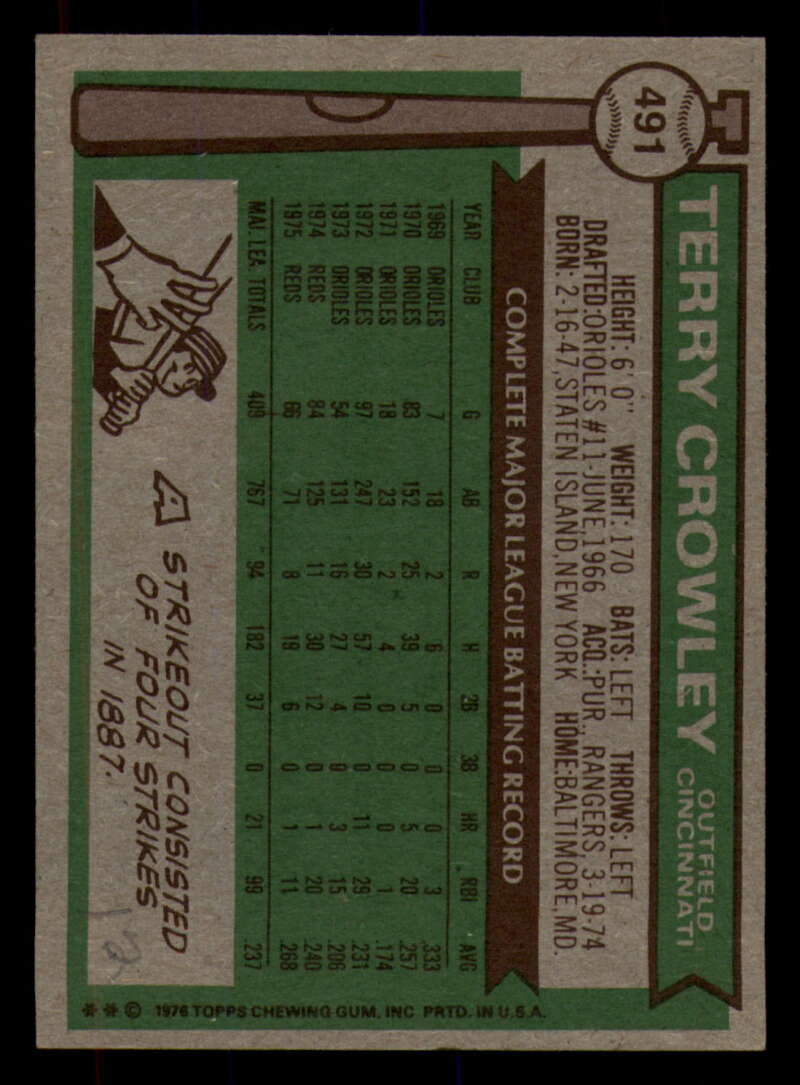 491
TERRY CROWLEY
OUTFIELD
CINCINNATI
HEIGHT: 6' 0" WEIGHT: 170 BATS: LEFT THROWS: LEFT
DRAFTED: ORIOLES #11-JUNE, 1966 ACQ.: PUR., RANGERS, 3-19-74
BORN: 2-16-47, STATEN ISLAND, NEW YORK HOME: BALTIMORE, MD.
COMPLETE MAJOR LEAGUE BATTING RECORD
YEAR CLUB G AB R H 2B 3B HR RBI AVG
1969 ORIOLES 7 18 2 6 0 0 0 3 .333
1970 ORIOLES 83 152 25 39 5 0 5 20 .257
1971 ORIOLES 18 23 2 4 0 0 0 1 .174
1972 ORIOLES 97 247 30 57 10 0 11 29 .231
1973 ORIOLES 54 131 16 27 4 0 3 15 .206
1974 REDS 84 125 11 30 12 0 1 20 .240
1975 REDS 66 71 8 19 6 0 1 11 .268
MAJ. LEA. TOTALS 409 767 94 182 37 0 21 99 .237
A STRIKEOUT CONSISTED
OF FOUR STRIKES
IN 1887.
12
** © 1976 TOPPS CHEWING GUM, INC PRTD. IN U.S.A.